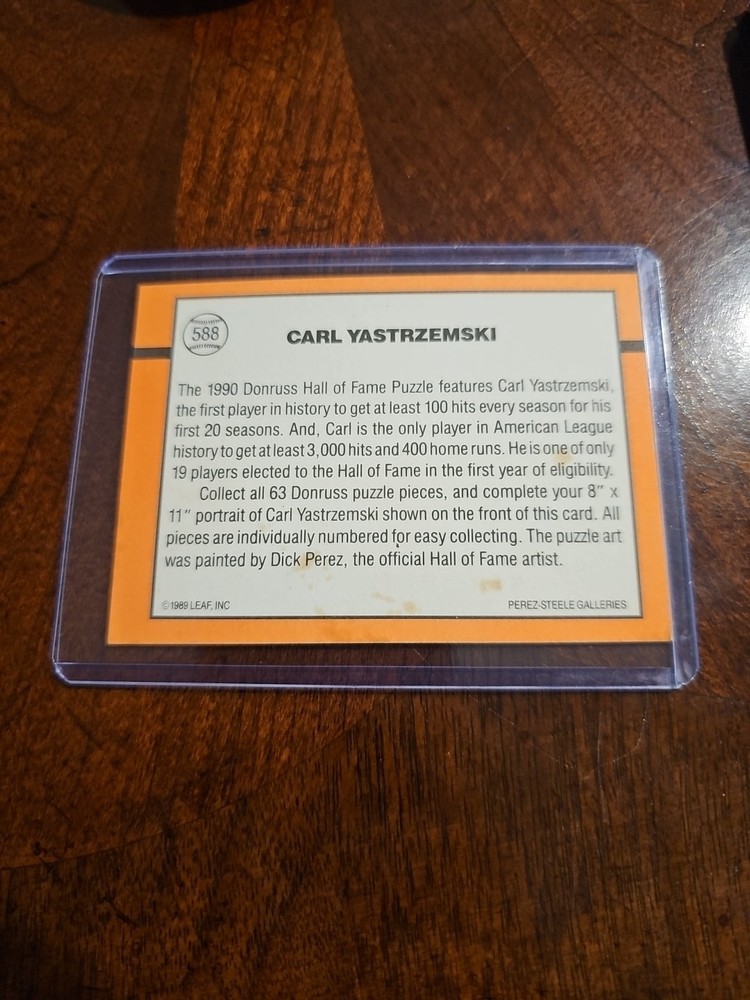 588
CARL YASTRZEMSKI
The 1990 Donruss Hall of Fame Puzzle features Carl Yastrzemski,
the first player in history to get at least 100 hits every season for his
first 20 seasons. And, Carl is the only player in American League
history to get at least 3,000 hits and 400 home runs. He is one of only
19 players elected to the Hall of Fame in the first year of eligibility.
Collect all 63 Donruss puzzle pieces, and complete your 8" x
11" portrait of Carl Yastrzemski shown on the front of this card. All
pieces are individually numbered for easy collecting. The puzzle art
was painted by Dick Perez, the official Hall of Fame artist.
©1989 LEAF, INC
PEREZ-STEELE GALLERIES